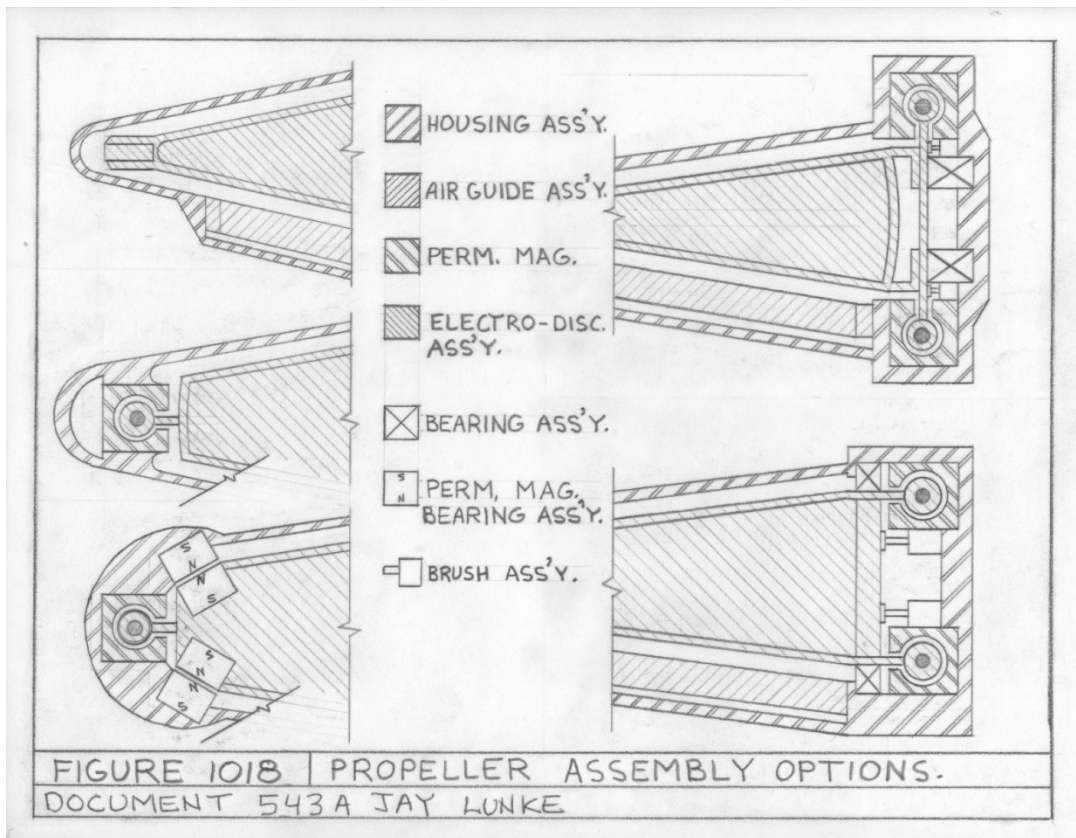 HOUSING ASS'Y.
AIR GUIDE ASS'Y.
PERM. MAG.
ELECTRO-DISC.
ASS'Y.
BEARING ASS'Y.
S
N
PERM, MAG,
BEARING ASS'Y.
BRUSH ASS'Y.
S
N
N
S
S
N
N
S
FIGURE 1018 PROPELLER ASSEMBLY OPTIONS.
DOCUMENT 543A JAY LUNKE